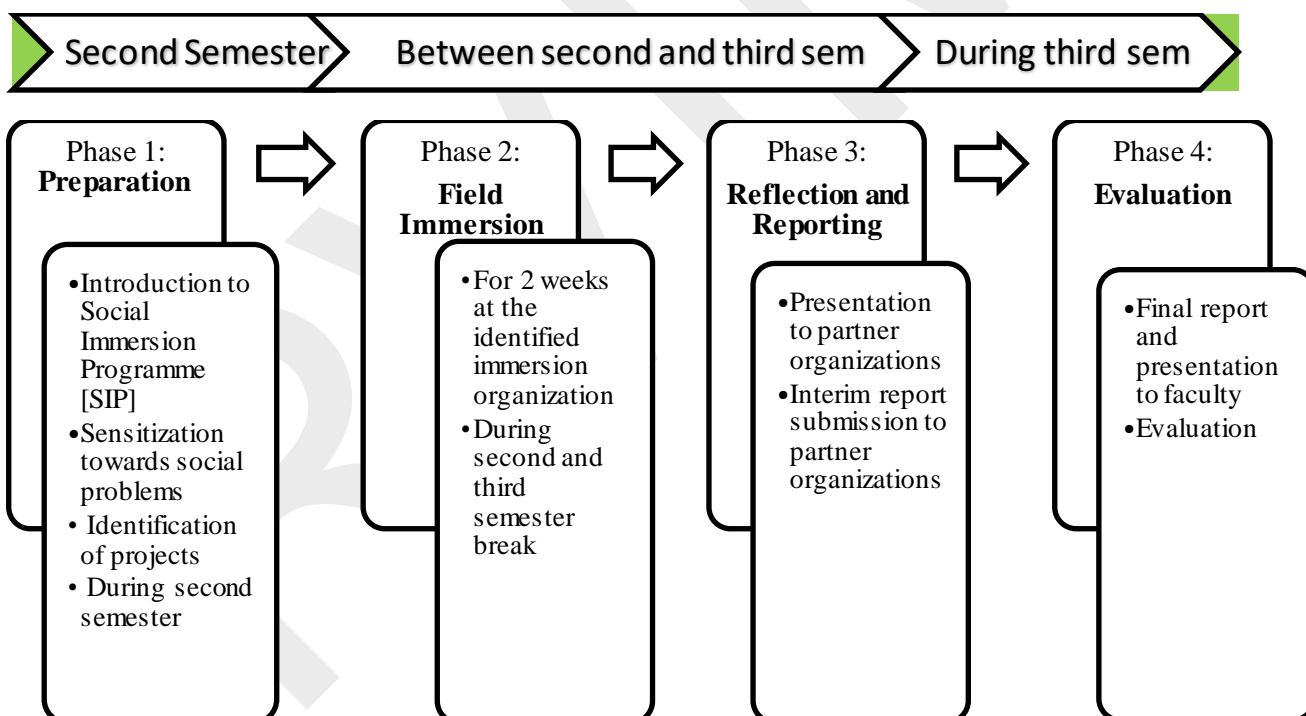 Second Semester
Between second and third sem
During third sem
Phase 1:
Preparation
•Introduction to
Social
Immersion
Programme
[SIP]
•Sensitization
towards social
problems
• Identification
of projects
• During second
semester
Phase 2:
Field
Immersion
•For 2 weeks
at the
identified
immersion
organization
•During
second and
third
semester
break
Phase 3:
Reflection and
Reporting
•Presentation
to partner
organizations
•Interim report
submission to
partner
organizations
Phase 4:
Evaluation
•Final report
and
presentation
to faculty
•Evaluation